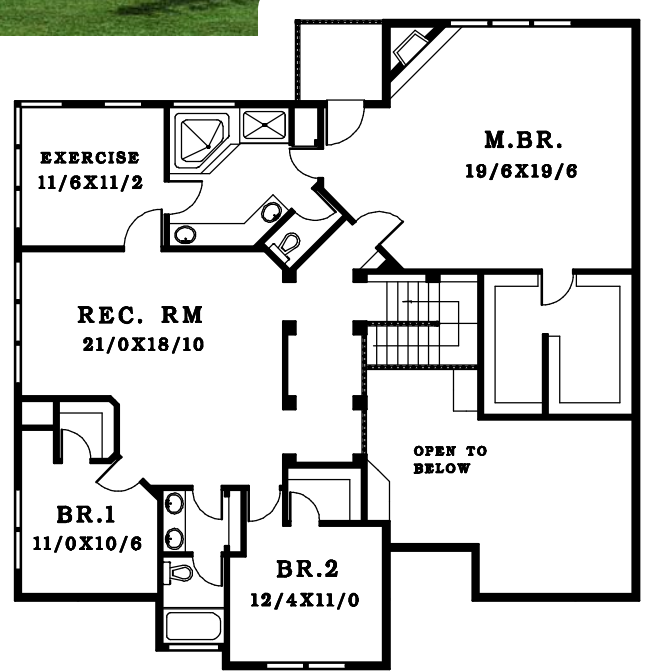 M.BR.
19/6X19/6
EXERCISE
11/6X11/2
REC. RM
21/0X18/10
OPEN TO
BELOW
BR.1
11/0X10/6
BR.2
12/4X11/0